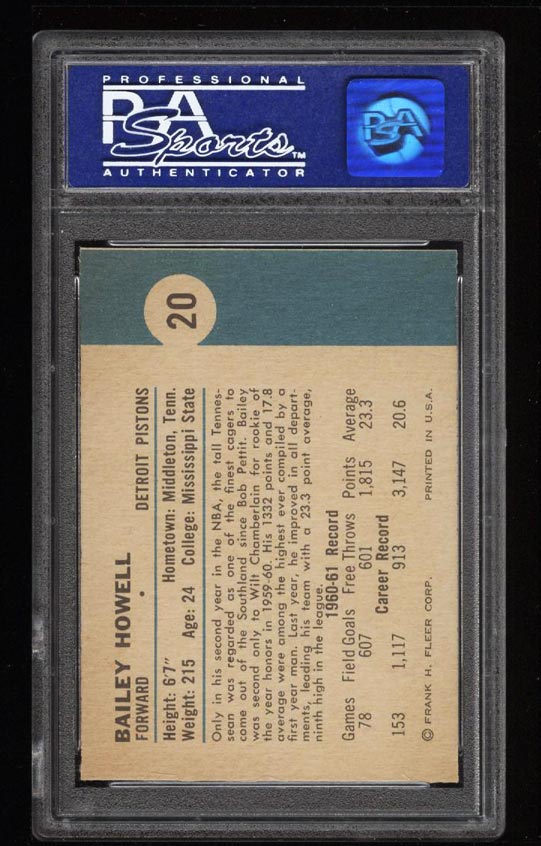 PROFESSIONAL
PSA
Sports™
AUTHENTICATOR
PSA
20
BAILEY HOWELL
FORWARD • DETROIT PISTONS
Height: 6'7" Hometown: Middleton, Tenn.
Weight: 215 Age: 24 College: Mississippi State
Only in his second year in the NBA, the tall Tennes-
sean was regarded as one of the finest cagers to
come out of the Southland since Bob Pettit. Bailey
was second only to Wilt Chamberlain for rookie of
the year honors in 1959-60. His 1332 points and 17.8
average were among the highest ever compiled by a
first year man. Last year, he improved in all depart-
ments, leading his team with a 23.3 point average,
ninth high in the league.
1960-61 Record
Games Field Goals Free Throws Points Average
78 607 601 1,815 23.3
Career Record
153 1,117 913 3,147 20.6
© FRANK H. FLEER CORP. PRINTED IN U.S.A.